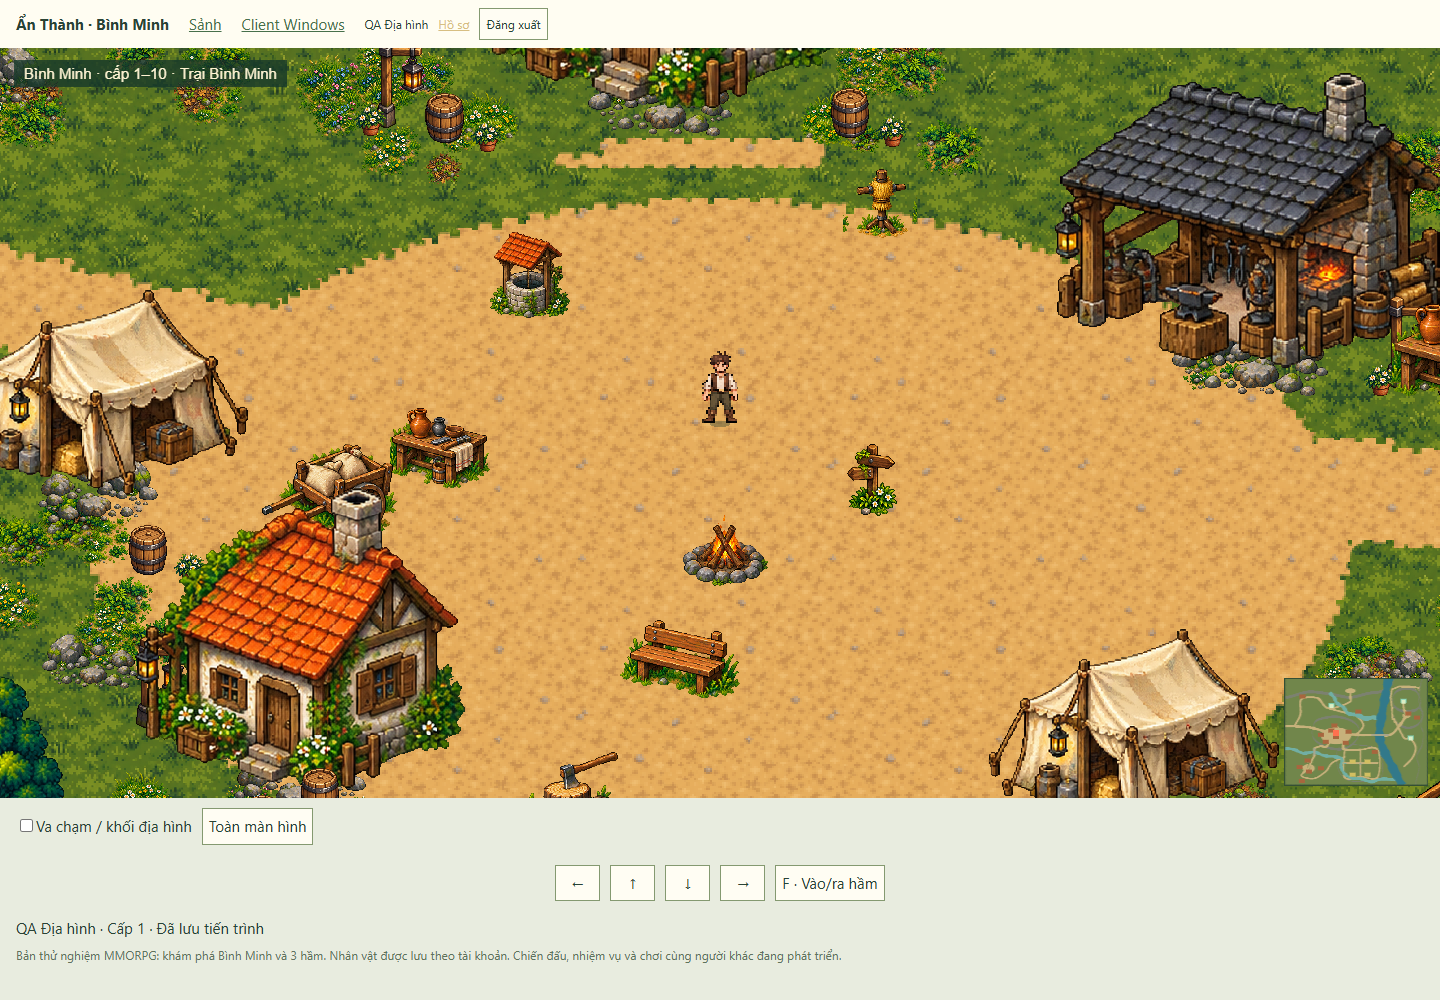 Ẩn Thành · Bình Minh Sảnh Client Windows QA Địa hình Hồ sơ Đăng xuất
Bình Minh · cấp 1–10 · Trại Bình Minh
Va chạm / khối địa hình Toàn màn hình
← ↑ ↓ → F · Vào/ra hầm
QA Địa hình · Cấp 1 · Đã lưu tiến trình
Bản thử nghiệm MMORPG: khám phá Bình Minh và 3 hầm. Nhân vật được lưu theo tài khoản. Chiến đấu, nhiệm vụ và chơi cùng người khác đang phát triển.